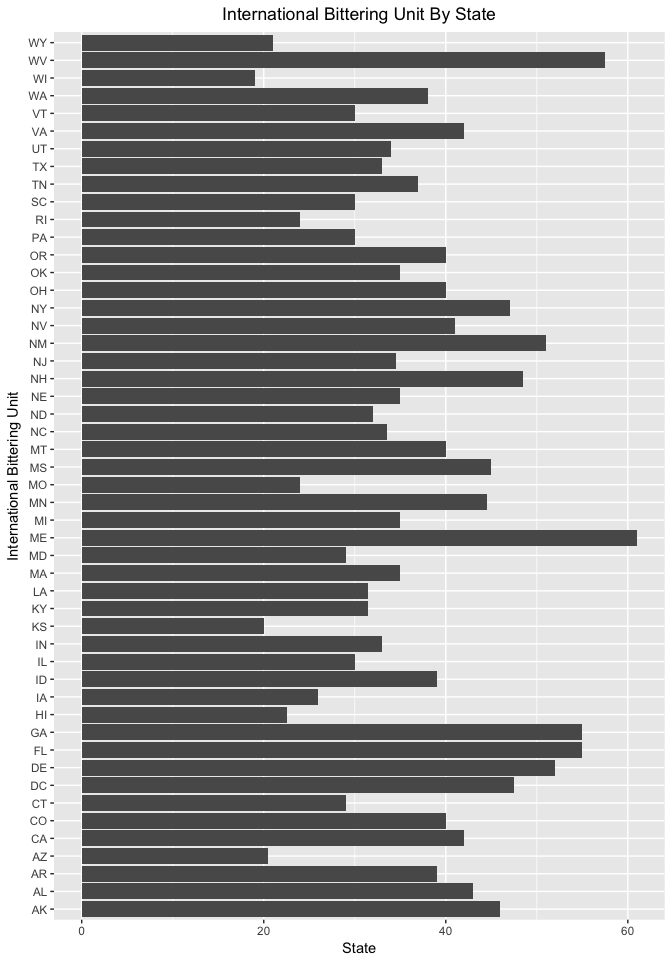 International Bittering Unit By State
International Bittering Unit
WY
WV
WI
WA
VT
VA
UT
TX
TN
SC
RI
PA
OR
OK
OH
NY
NV
NM
NJ
NH
NE
ND
NC
MT
MS
MO
MN
MI
ME
MD
MA
LA
KY
KS
IN
IL
ID
IA
HI
GA
FL
DE
DC
CT
CO
CA
AZ
AR
AL
AK
0 20 40 60
State